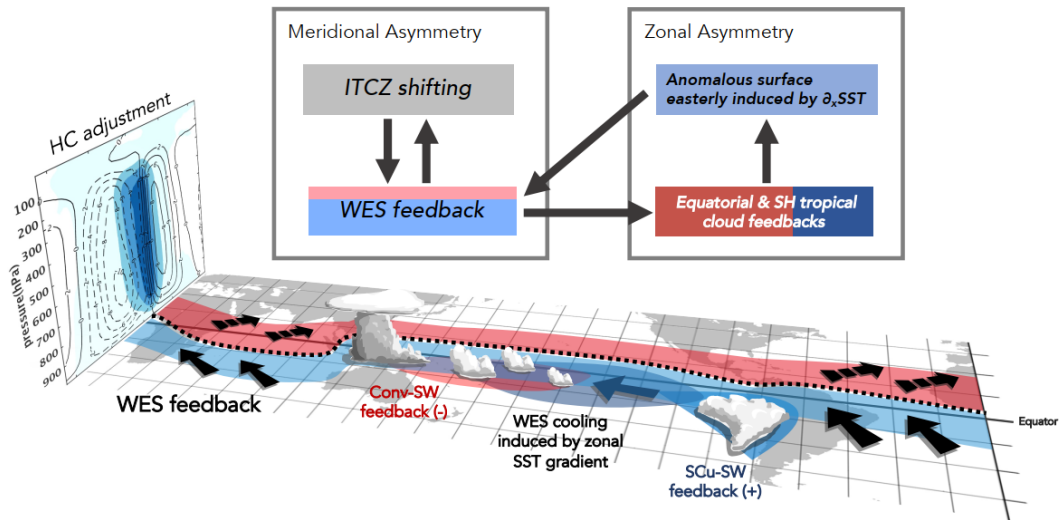 Meridional Asymmetry
ITCZ shifting
WES feedback
Zonal Asymmetry
Anomalous surface
easterly induced by ∂ₓSST
Equatorial & SH tropical
cloud feedbacks
HC adjustment
pressure(hPa)
100
200
300
400
500
600
700
800
900
WES feedback
Conv-SW
feedback (-)
WES cooling
induced by zonal
SST gradient
SCu-SW
feedback (+)
Equator